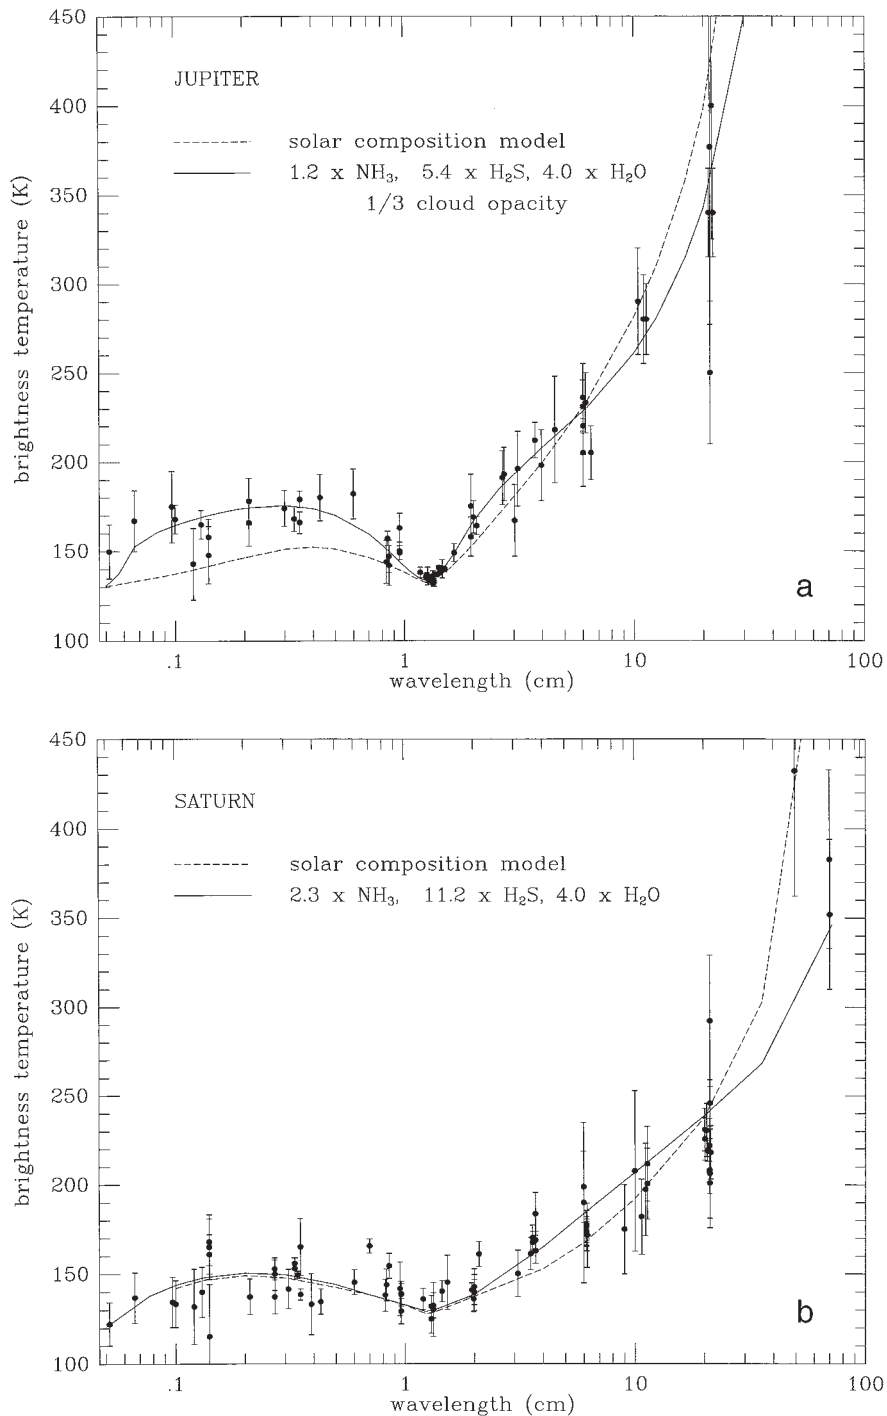 450
400
350
300
250
200
150
100
brightness temperature (K)
JUPITER
solar composition model
1.2 x NH₃, 5.4 x H₂S, 4.0 x H₂O
1/3 cloud opacity
a
.1
1
10
100
wavelength (cm)
450
400
350
300
250
200
150
100
brightness temperature (K)
SATURN
solar composition model
2.3 x NH₃, 11.2 x H₂S, 4.0 x H₂O
b
.1
1
10
100
wavelength (cm)